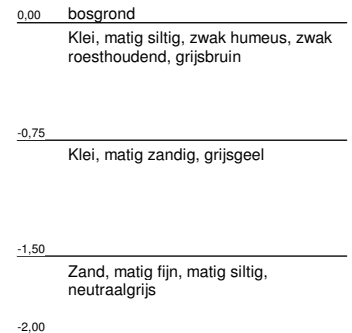 0,00 bosgrond
Klei, matig siltig, zwak humeus, zwak
roesthoudend, grijsbruin
-0,75
Klei, matig zandig, grijsgeel
-1,50
Zand, matig fijn, matig siltig,
neutraalgrijs
-2,00